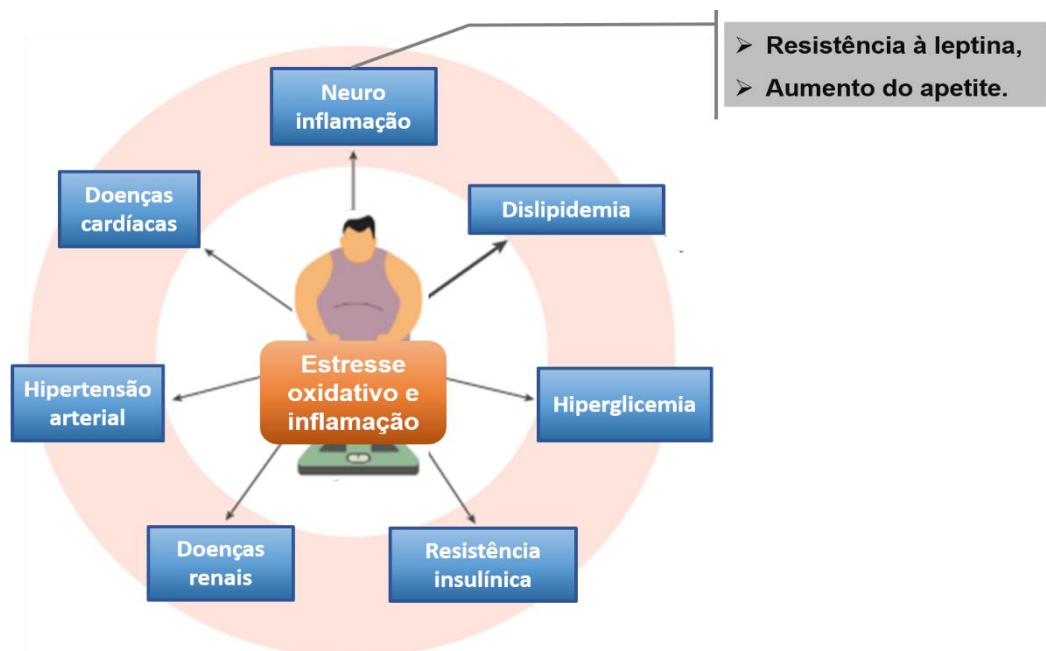 ➢ Resistência à leptina,
➢ Aumento do apetite.
Neuro
inflamação
Doenças
cardíacas
Dislipidemia
Estresse
oxidativo e
inflamação
Hipertensão
arterial
Hiperglicemia
Doenças
renais
Resistência
insulínica